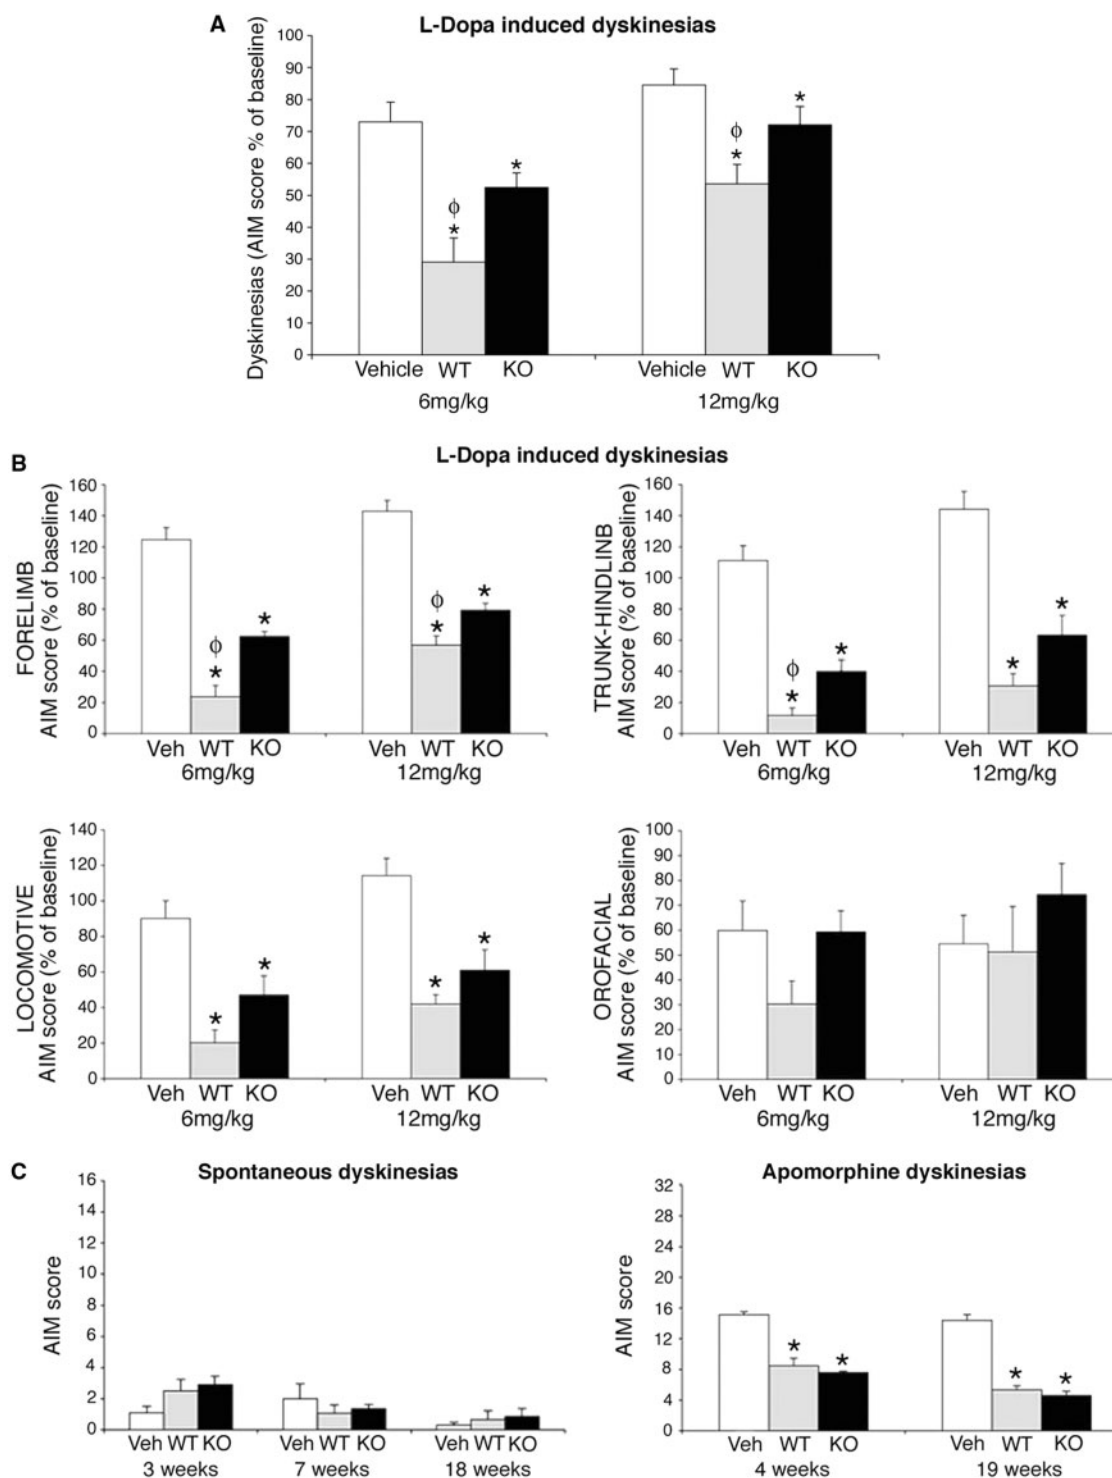 A
L-Dopa induced dyskinesias
Dyskinesias (AIM score % of baseline)
100
90
80
70
60
50
40
30
20
10
0
ϕ
*
*
ϕ
*
*
Vehicle WT KO Vehicle WT KO
6mg/kg 12mg/kg
B
L-Dopa induced dyskinesias
FORELIMB
AIM score (% of baseline)
160
140
120
100
80
60
40
20
0
ϕ
*
*
ϕ
*
*
Veh WT KO Veh WT KO
6mg/kg 12mg/kg
TRUNK-HINDLINB
AIM score (% of baseline)
160
140
120
100
80
60
40
20
0
ϕ
*
*
*
*
Veh WT KO Veh WT KO
6mg/kg 12mg/kg
LOCOMOTIVE
AIM score (% of baseline)
140
120
100
80
60
40
20
0
*
*
*
*
Veh WT KO Veh WT KO
6mg/kg 12mg/kg
OROFACIAL
AIM score (% of baseline)
100
90
80
70
60
50
40
30
20
10
0
Veh WT KO Veh WT KO
6mg/kg 12mg/kg
C
Spontaneous dyskinesias
AIM score
16
14
12
10
8
6
4
2
0
Veh WT KO Veh WT KO Veh WT KO
3 weeks 7 weeks 18 weeks
Apomorphine dyskinesias
AIM score
32
28
24
20
16
12
8
4
0
*
*
*
*
Veh WT KO Veh WT KO
4 weeks 19 weeks